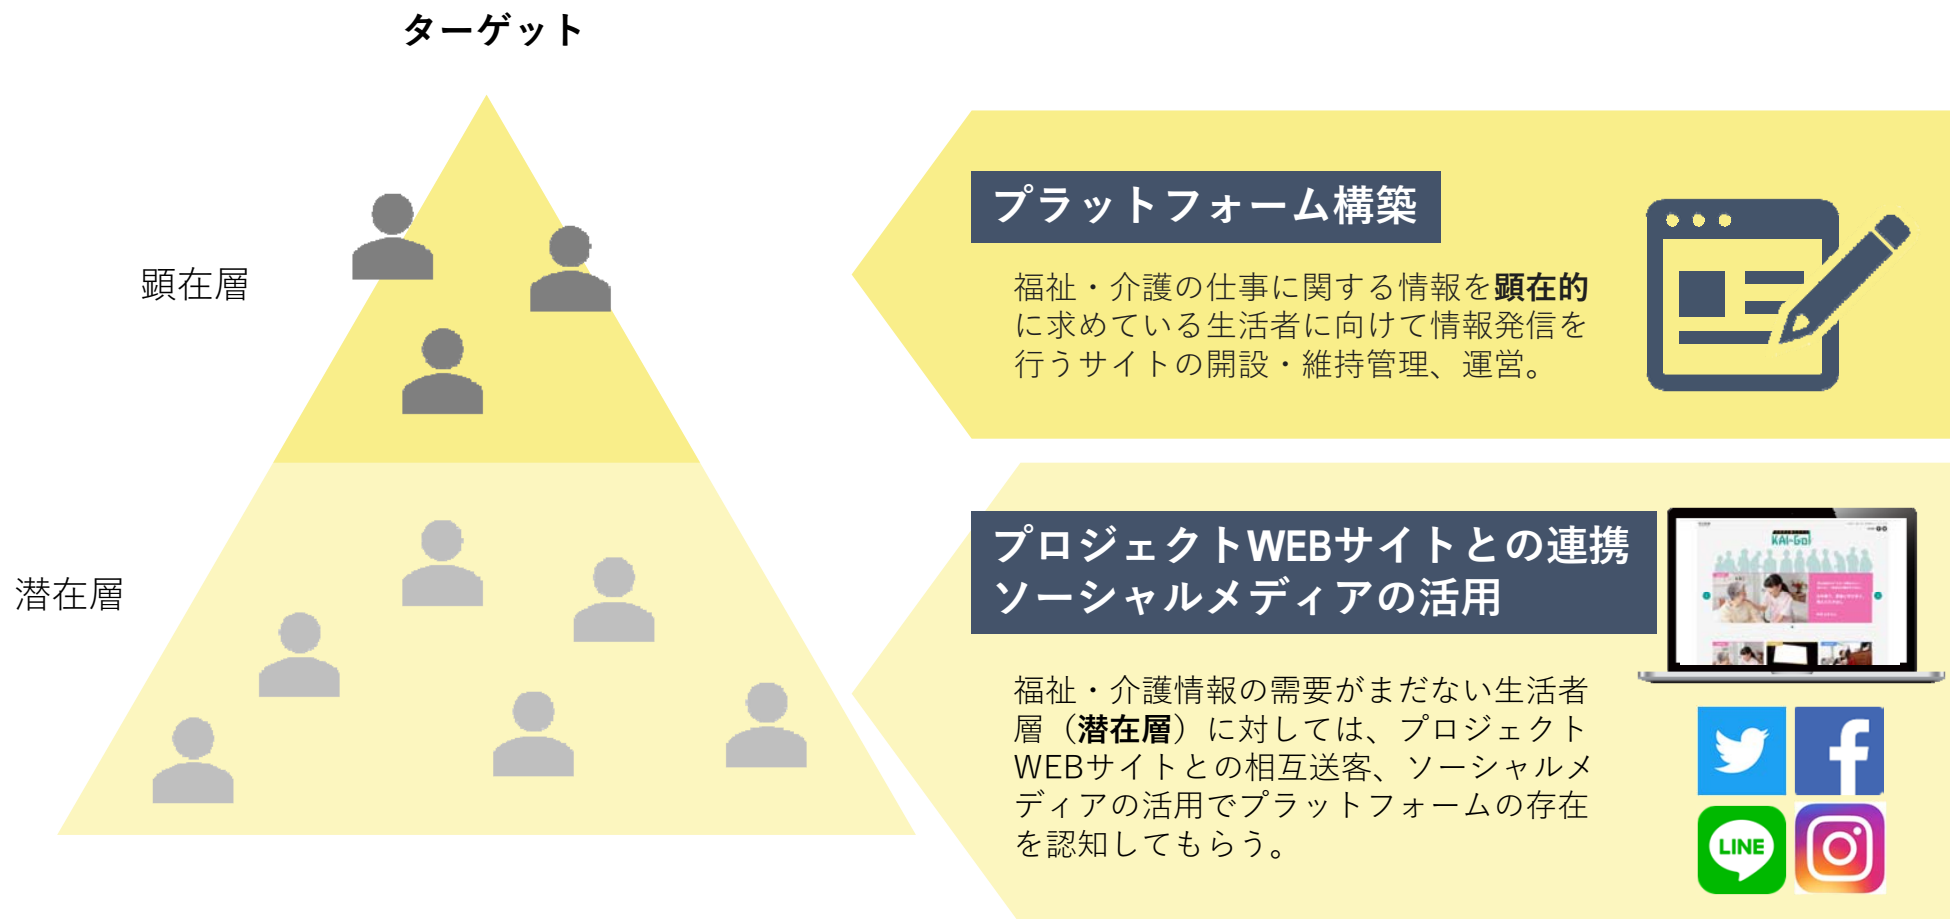 ターゲット
顕在層
潜在層
プラットフォーム構築
福祉・介護の仕事に関する情報を顕在的
に求めている生活者に向けて情報発信を
行うサイトの開設・維持管理、運営。
プロジェクトWEBサイトとの連携
ソーシャルメディアの活用
福祉・介護情報の需要がまだない生活者
層（潜在層）に対しては、プロジェクト
WEBサイトとの相互送客、ソーシャルメ
ディアの活用でプラットフォームの存在
を認知してもらう。
KAI-Go!
LINE